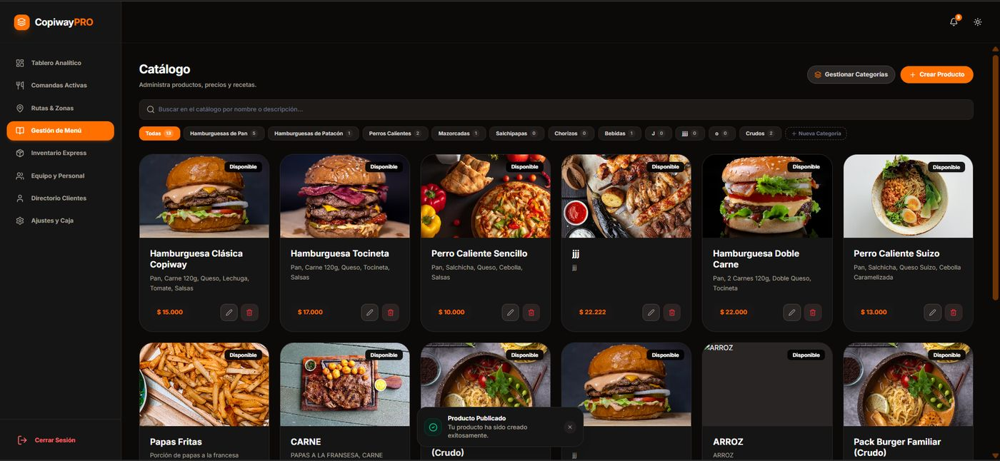 CopiwayPRO
3
Tablero Analítico
Comandas Activas
Rutas & Zonas
Gestión de Menú
Inventario Express
Equipo y Personal
Directorio Clientes
Ajustes y Caja
Cerrar Sesión
Catálogo
Administra productos, precios y recetas.
Gestionar Categorías
+ Crear Producto
Buscar en el catálogo por nombre o descripción...
Todas 13 Hamburguesas de Pan 5 Hamburguesas de Patacón 1 Perros Calientes 2 Mazorcadas 1 Salchipapas 0 Chorizos 0 Bebidas 1 J 0 jjjj 0 o 0 Crudos 2 + Nueva Categoría
Disponible
Hamburguesa Clásica
Copiway
Pan, Carne 120g, Queso, Lechuga,
Tomate, Salsas
$ 15.000
Disponible
Hamburguesa Tocineta
Pan, Carne 120g, Queso, Tocineta,
Salsas
$ 17.000
Disponible
Perro Caliente Sencillo
Pan, Salchicha, Queso, Cebolla,
Salsas
$ 10.000
Disponible
jjj
jjj
$ 22.222
Disponible
Hamburguesa Doble
Carne
Pan, 2 Carnes 120g, Doble Queso,
Tocineta
$ 22.000
Disponible
Perro Caliente Suizo
Pan, Salchicha, Queso Suizo, Cebolla
Caramelizada
$ 13.000
Disponible
Papas Fritas
Porción de papas a la francesa
Disponible
CARNE
PAPAS A LA FRANSESA, CARNE
Disponible
(Crudo)
Disponible
jjj
ARROZ
Disponible
ARROZ
ARROZ
Disponible
Pack Burger Familiar
(Crudo)
Producto Publicado
Tu producto ha sido creado
exitosamente.